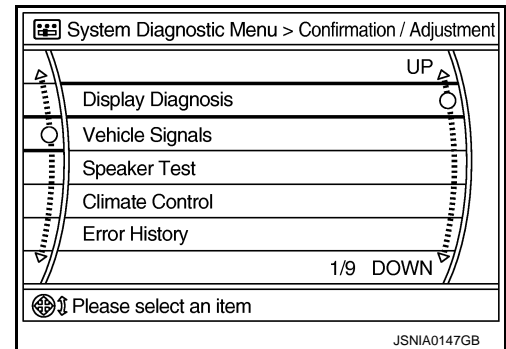 System Diagnostic Menu > Confirmation / Adjustment
UP
Display Diagnosis
Vehicle Signals
Speaker Test
Climate Control
Error History
1/9 DOWN
Please select an item
JSNIA0147GB